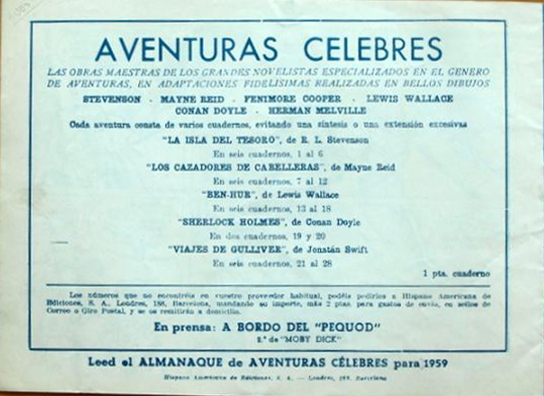 AVENTURAS CELEBRES
LAS OBRAS MAESTRAS DE LOS GRANDES NOVELISTAS ESPECIALIZADOS EN EL GENERO
DE AVENTURAS, EN ADAPTACIONES FIDELISIMAS REALIZADAS EN BELLOS DIBUJOS
STEVENSON - MAYNE REID - FENIMORE COOPER - LEWIS WALLACE
CONAN DOYLE - HERMAN MELVILLE
Cada aventura consta de varios cuadernos, evitando una síntesis o una extensión excesivas
"LA ISLA DEL TESORO", de R. L. Stevenson
En seis cuadernos, 1 al 6
"LOS CAZADORES DE CABELLERAS", de Mayne Reid
En seis cuadernos, 7 al 12
"BEN-HUR", de Lewis Wallace
En seis cuadernos, 13 al 18
"SHERLOCK HOLMES", de Conan Doyle
En dos cuadernos, 19 y 20
"VIAJES DE GULLIVER", de Jonatán Swift
En seis cuadernos, 21 al 28
1 pta. cuaderno
Los números que no encontréis en vuestro proveedor habitual, podéis pedirlos a Hispano Americana de
Ediciones, S. A., Londres, 188, Barcelona, mandando su importe, más 2 ptas. para gastos de envío, en sellos de
Correo o Giro Postal, y se os remitirán a domicilio.
En prensa: A BORDO DEL "PEQUOD"
2.ª de "MOBY DICK"
Leed el ALMANAQUE de AVENTURAS CÉLEBRES para 1959
Hispano Americana de Ediciones, S. A. — Londres, 188, Barcelona